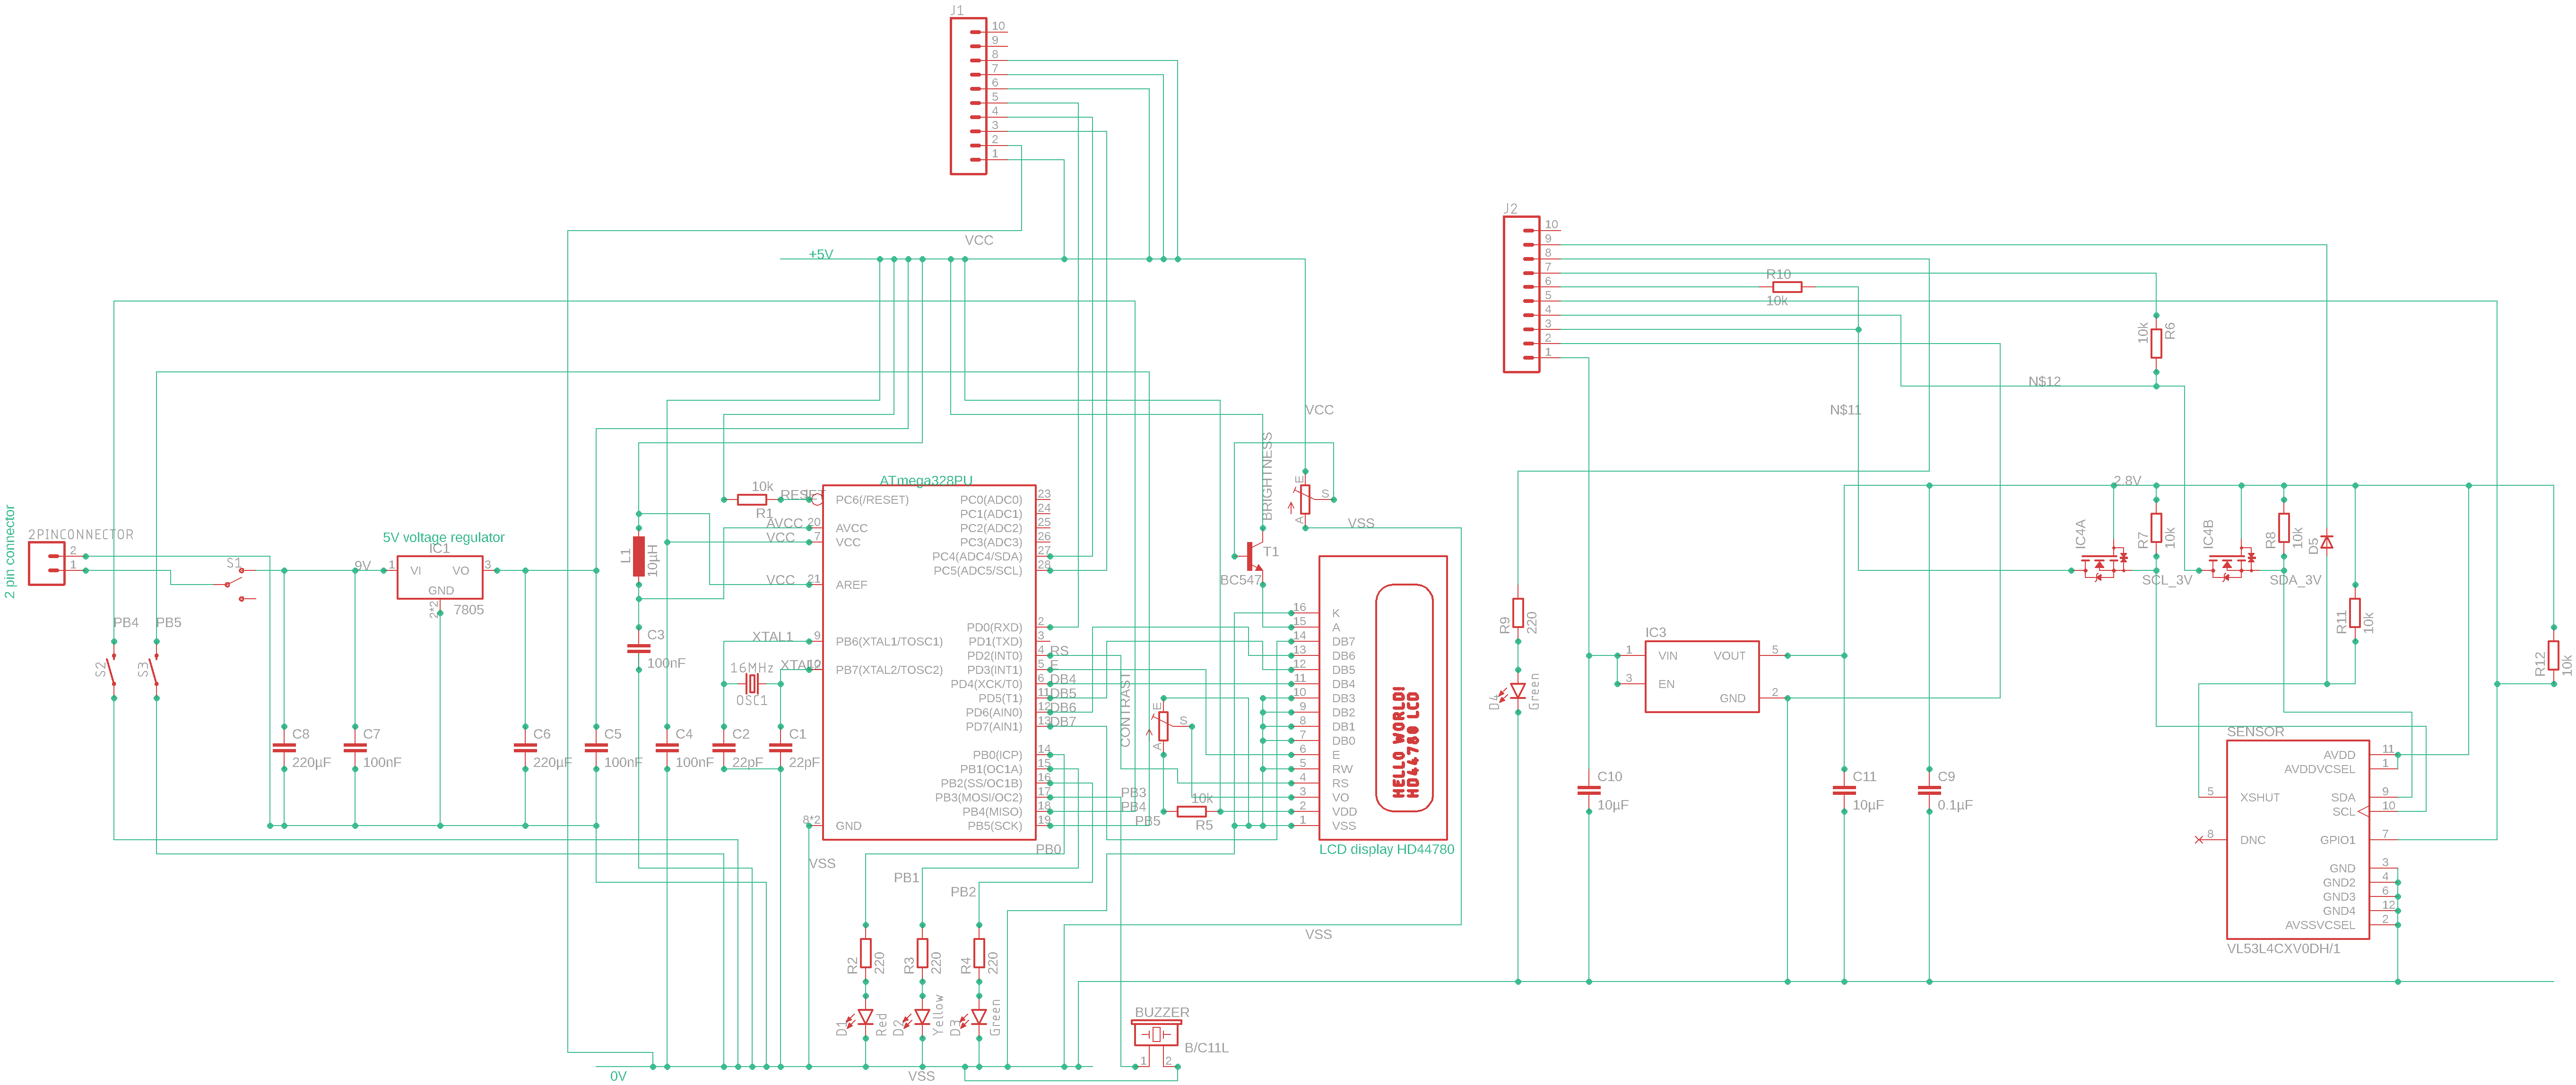 J1
10
9
8
7
6
5
4
3
2
1
VCC
+5V
J2
10
9
8
7
6
5
4
3
2
1
R10
10k
10k
R6
N$12
N$11
VCC
2 pin connector
2PINCONNECTOR
2
1
S1
PB4
PB5
S2
S3
9V
5V voltage regulator
IC1
1
VI
VO
3
GND
2*2
7805
C8
220µF
C7
100nF
C6
220µF
C5
100nF
C4
100nF
C2
22pF
C1
22pF
L1
10µH
C3
100nF
10k
R1
RESET
AVCC
VCC
VCC
XTAL1
XTAL2
16MHz
OSC1
ATmega328PU
1
PC6(/RESET)
20
AVCC
7
VCC
21
AREF
9
PB6(XTAL1/TOSC1)
10
PB7(XTAL2/TOSC2)
8*2
GND
PC0(ADC0)
23
PC1(ADC1)
24
PC2(ADC2)
25
PC3(ADC3)
26
PC4(ADC4/SDA)
27
PC5(ADC5/SCL)
28
PD0(RXD)
2
PD1(TXD)
3
PD2(INT0)
4
RS
PD3(INT1)
5
E
PD4(XCK/T0)
6
DB4
PD5(T1)
11
DB5
PD6(AIN0)
12
DB6
PD7(AIN1)
13
DB7
PB0(ICP)
14
PB1(OC1A)
15
PB2(SS/OC1B)
16
PB3(MOSI/OC2)
17
PB3
PB4(MISO)
18
PB4
PB5(SCK)
19
PB5
PB0
VSS
PB1
PB2
R2
220
R3
220
R4
220
D1
Red
D2
Yellow
D3
Green
0V
VSS
BUZZER
B/C11L
1
2
CONTRAST
E
S
A
10k
R5
BRIGHTNESS
E
S
A
VSS
T1
BC547
16
K
15
A
14
DB7
13
DB6
12
DB5
11
DB4
10
DB3
9
DB2
8
DB1
7
DB0
6
E
5
RW
4
RS
3
VO
2
VDD
1
VSS
HELLO WORLD!
HD44780 LCD
LCD display HD44780
VSS
R9
220
D4
Green
IC3
1
VIN
3
EN
VOUT
5
GND
2
C10
10µF
C11
10µF
C9
0.1µF
2.8V
IC4A
R7
10k
SCL_3V
IC4B
R8
10k
SDA_3V
D5
R11
10k
R12
10k
SENSOR
5
XSHUT
8
DNC
AVDD
11
AVDDVCSEL
1
SDA
9
SCL
10
GPIO1
7
GND
3
GND2
4
GND3
6
GND4
12
AVSSVCSEL
2
VL53L4CXV0DH/1